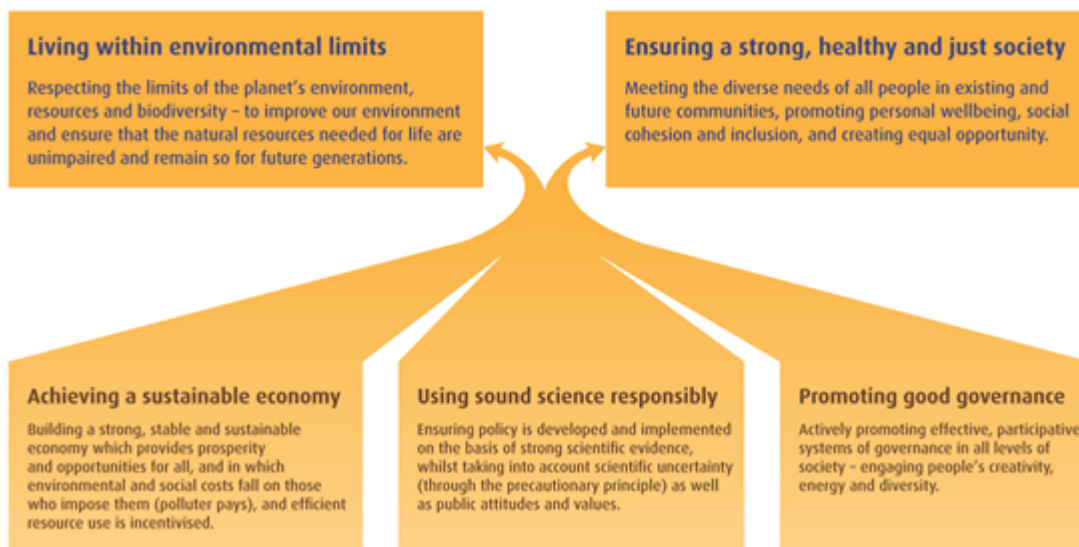 Living within environmental limits
Respecting the limits of the planet's environment,
resources and biodiversity – to improve our environment
and ensure that the natural resources needed for life are
unimpaired and remain so for future generations.
Ensuring a strong, healthy and just society
Meeting the diverse needs of all people in existing and
future communities, promoting personal wellbeing, social
cohesion and inclusion, and creating equal opportunity.
Achieving a sustainable economy
Building a strong, stable and sustainable
economy which provides prosperity
and opportunities for all, and in which
environmental and social costs fall on those
who impose them (polluter pays), and efficient
resource use is incentivised.
Using sound science responsibly
Ensuring policy is developed and implemented
on the basis of strong scientific evidence,
whilst taking into account scientific uncertainty
(through the precautionary principle) as well
as public attitudes and values.
Promoting good governance
Actively promoting effective, participative
systems of governance in all levels of
society – engaging people's creativity,
energy and diversity.